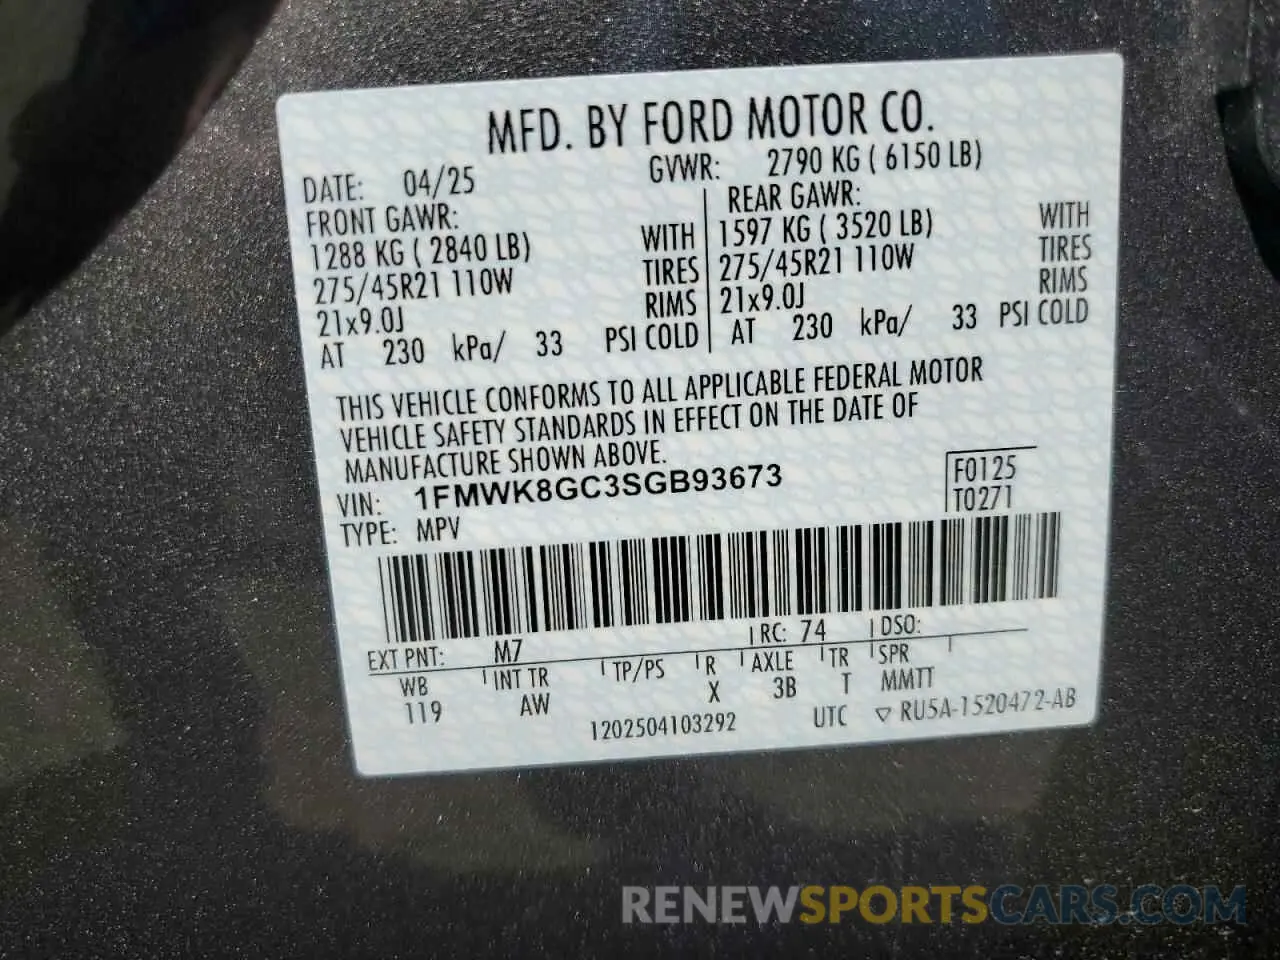 MFD. BY FORD MOTOR CO.
DATE: 04/25 GVWR: 2790 KG ( 6150 LB)
FRONT GAWR: REAR GAWR:
1288 KG ( 2840 LB) WITH 1597 KG ( 3520 LB) WITH
275/45R21 110W TIRES 275/45R21 110W TIRES
21x9.0J RIMS 21x9.0J RIMS
AT 230 kPa/ 33 PSI COLD AT 230 kPa/ 33 PSI COLD
THIS VEHICLE CONFORMS TO ALL APPLICABLE FEDERAL MOTOR
VEHICLE SAFETY STANDARDS IN EFFECT ON THE DATE OF
MANUFACTURE SHOWN ABOVE.
VIN: 1FMWK8GC3SGB93673 F0125
TYPE: MPV T0271
EXT PNT: M7 RC: 74 DSO:
WB INT TR TP/PS R AXLE TR SPR
119 AW X 3B T MMTT
1202504103292 UTC ▽ RU5A-1520472-AB
RENEWSPORTSCARS.COM